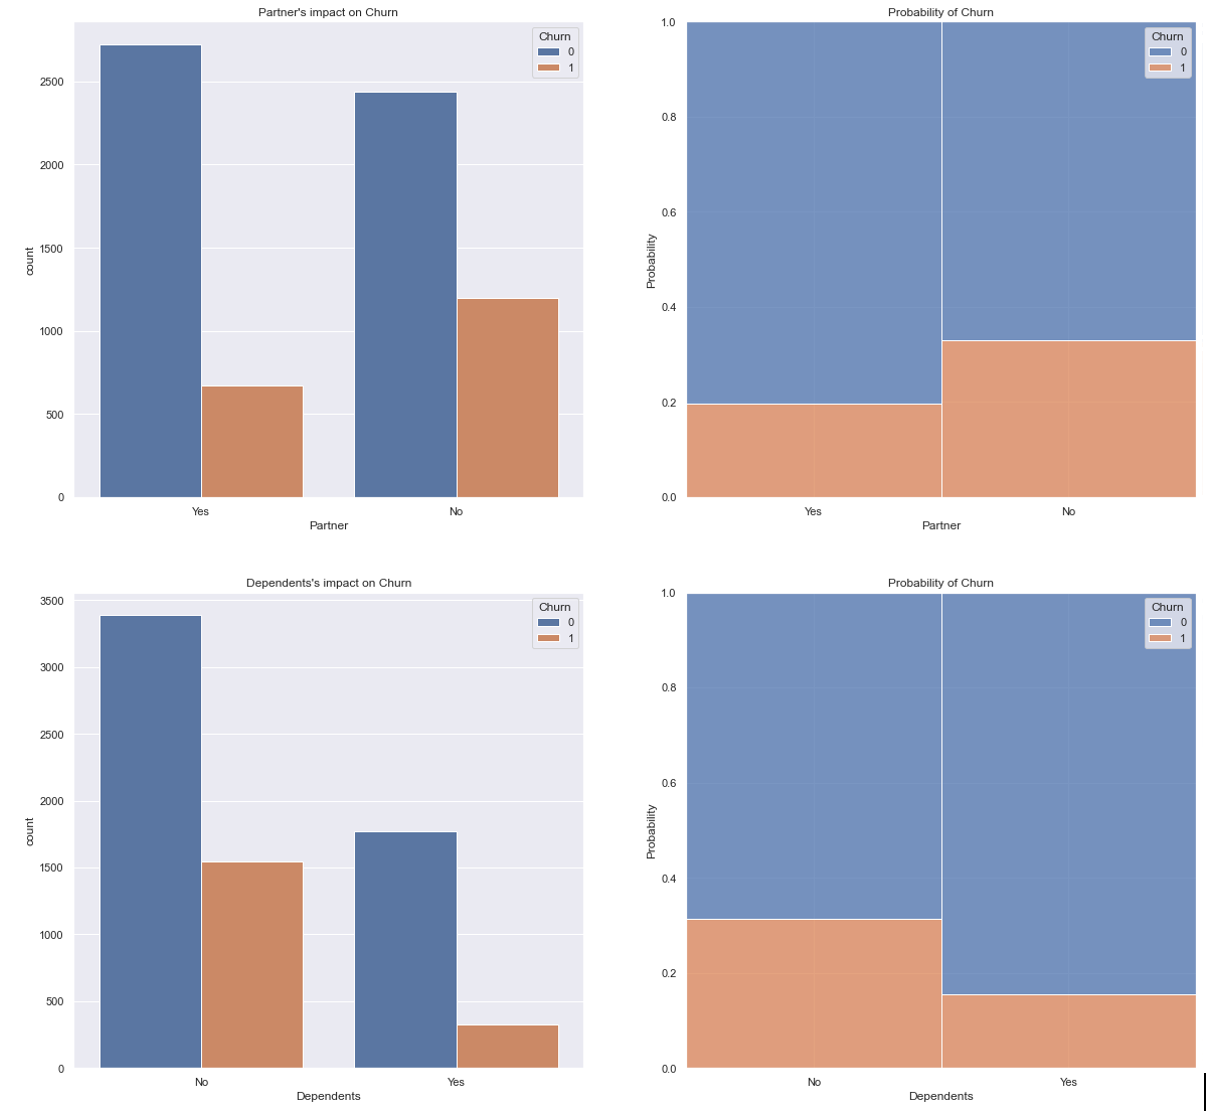 Partner's impact on Churn
Churn
0
1
2500
2000
1500
1000
500
0
count
Yes
No
Partner
Probability of Churn
Churn
0
1
1.0
0.8
0.6
0.4
0.2
0.0
Probability
Yes
No
Partner
Dependents's impact on Churn
Churn
0
1
3500
3000
2500
2000
1500
1000
500
0
count
No
Yes
Dependents
Probability of Churn
Churn
0
1
1.0
0.8
0.6
0.4
0.2
0.0
Probability
No
Yes
Dependents